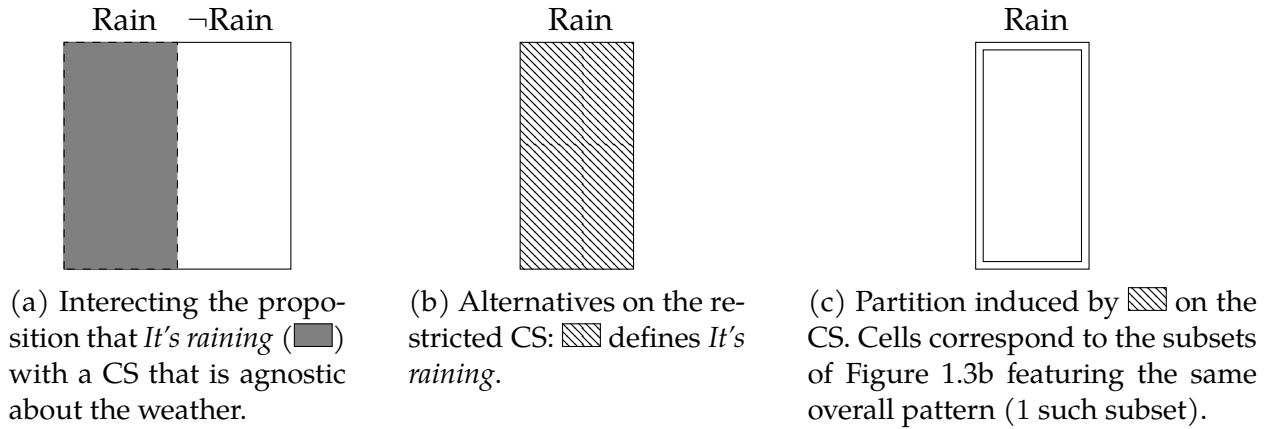 Rain ¬Rain
Rain
Rain
(a) Interecting the propo-
sition that It's raining ( )
with a CS that is agnostic
about the weather.
(b) Alternatives on the re-
stricted CS: defines It's
raining.
(c) Partition induced by on the
CS. Cells correspond to the subsets
of Figure 1.3b featuring the same
overall pattern (1 such subset).